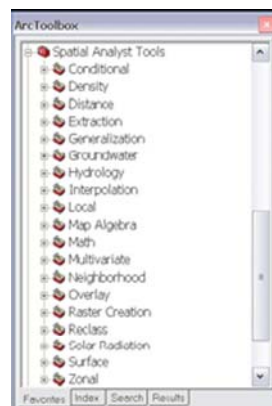 ArcToolbox
Spatial Analyst Tools
Conditional
Density
Distance
Extraction
Generalization
Groundwater
Hydrology
Interpolation
Local
Map Algebra
Math
Multivariate
Neighborhood
Overlay
Raster Creation
Reclass
Solar Radiation
Surface
Zonal
Favorites Index Search Results